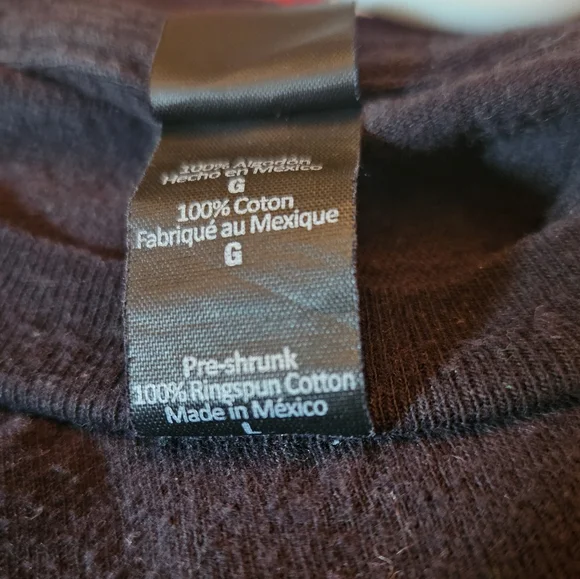 100% Algodón
Hecho en México
G
100% Coton
Fabriqué au Mexique
G
Pre-shrunk
100% Ringspun Cotton
Made in México
L